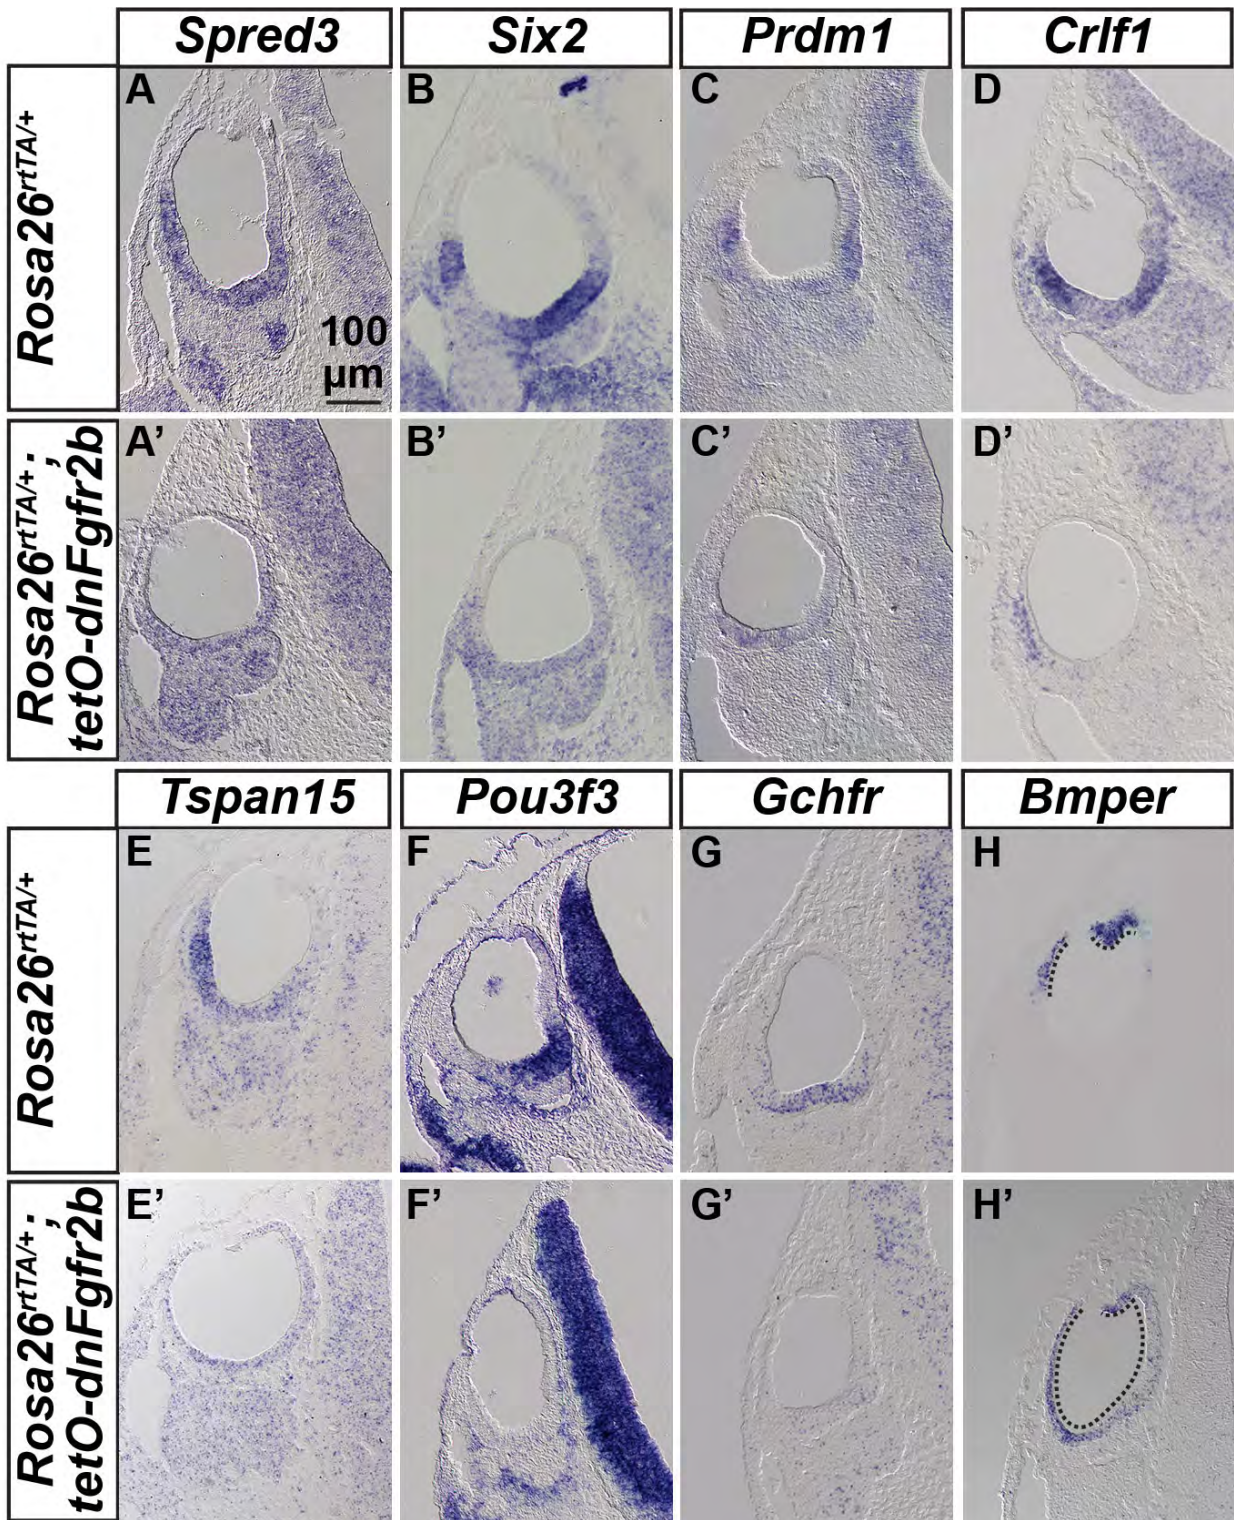 Spred3 Six2 Prdm1 Crlf1
Rosa26rtTA/+
A B C D
100
µm
Rosa26rtTA/+;
tetO-dnFgfr2b
A' B' C' D'
Tspan15 Pou3f3 Gchfr Bmper
Rosa26rtTA/+
E F G H
Rosa26rtTA/+;
tetO-dnFgfr2b
E' F' G' H'